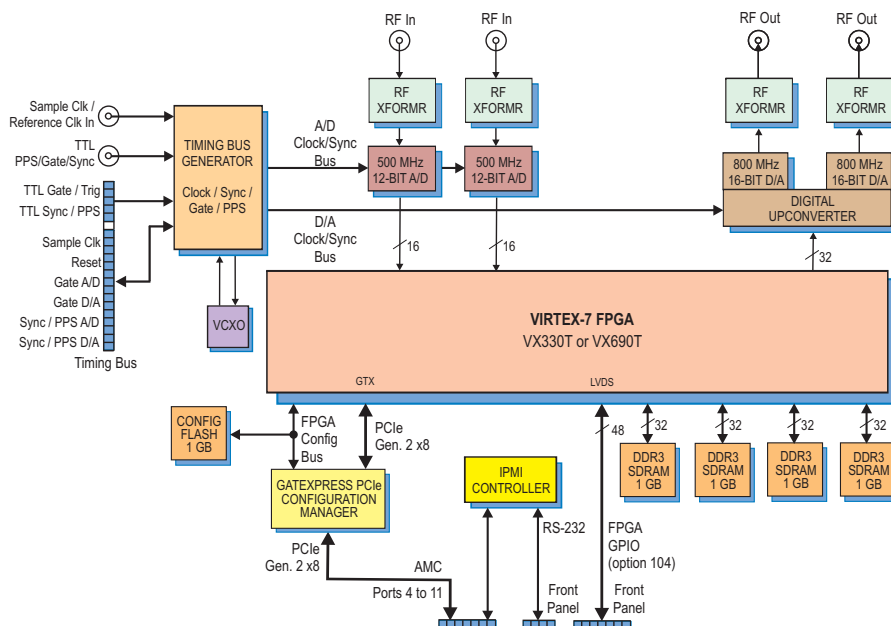 RF In
RF In
RF Out
RF Out
Sample Clk /
Reference Clk In
TTL
PPS/Gate/Sync
TTL Gate / Trig
TTL Sync / PPS
Sample Clk
Reset
Gate A/D
Gate D/A
Sync / PPS A/D
Sync / PPS D/A
Timing Bus
TIMING BUS
GENERATOR
Clock / Sync /
Gate / PPS
VCXO
A/D
Clock/Sync
Bus
D/A
Clock/Sync
Bus
RF
XFORMR
RF
XFORMR
500 MHz
12-BIT A/D
500 MHz
12-BIT A/D
16
16
RF
XFORMR
RF
XFORMR
800 MHz
16-BIT D/A
800 MHz
16-BIT D/A
DIGITAL
UPCONVERTER
32
VIRTEX-7 FPGA
VX330T or VX690T
GTX
LVDS
CONFIG
FLASH
1 GB
FPGA
Config
Bus
PCIe
Gen. 2 x8
48
32
32
32
32
DDR3
SDRAM
1 GB
DDR3
SDRAM
1 GB
DDR3
SDRAM
1 GB
DDR3
SDRAM
1 GB
GATEXPRESS PCIe
CONFIGURATION
MANAGER
IPMI
CONTROLLER
RS-232
FPGA
GPIO
(option 104)
PCIe
Gen. 2 x8
AMC
Ports 4 to 11
Front
Panel
Front
Panel